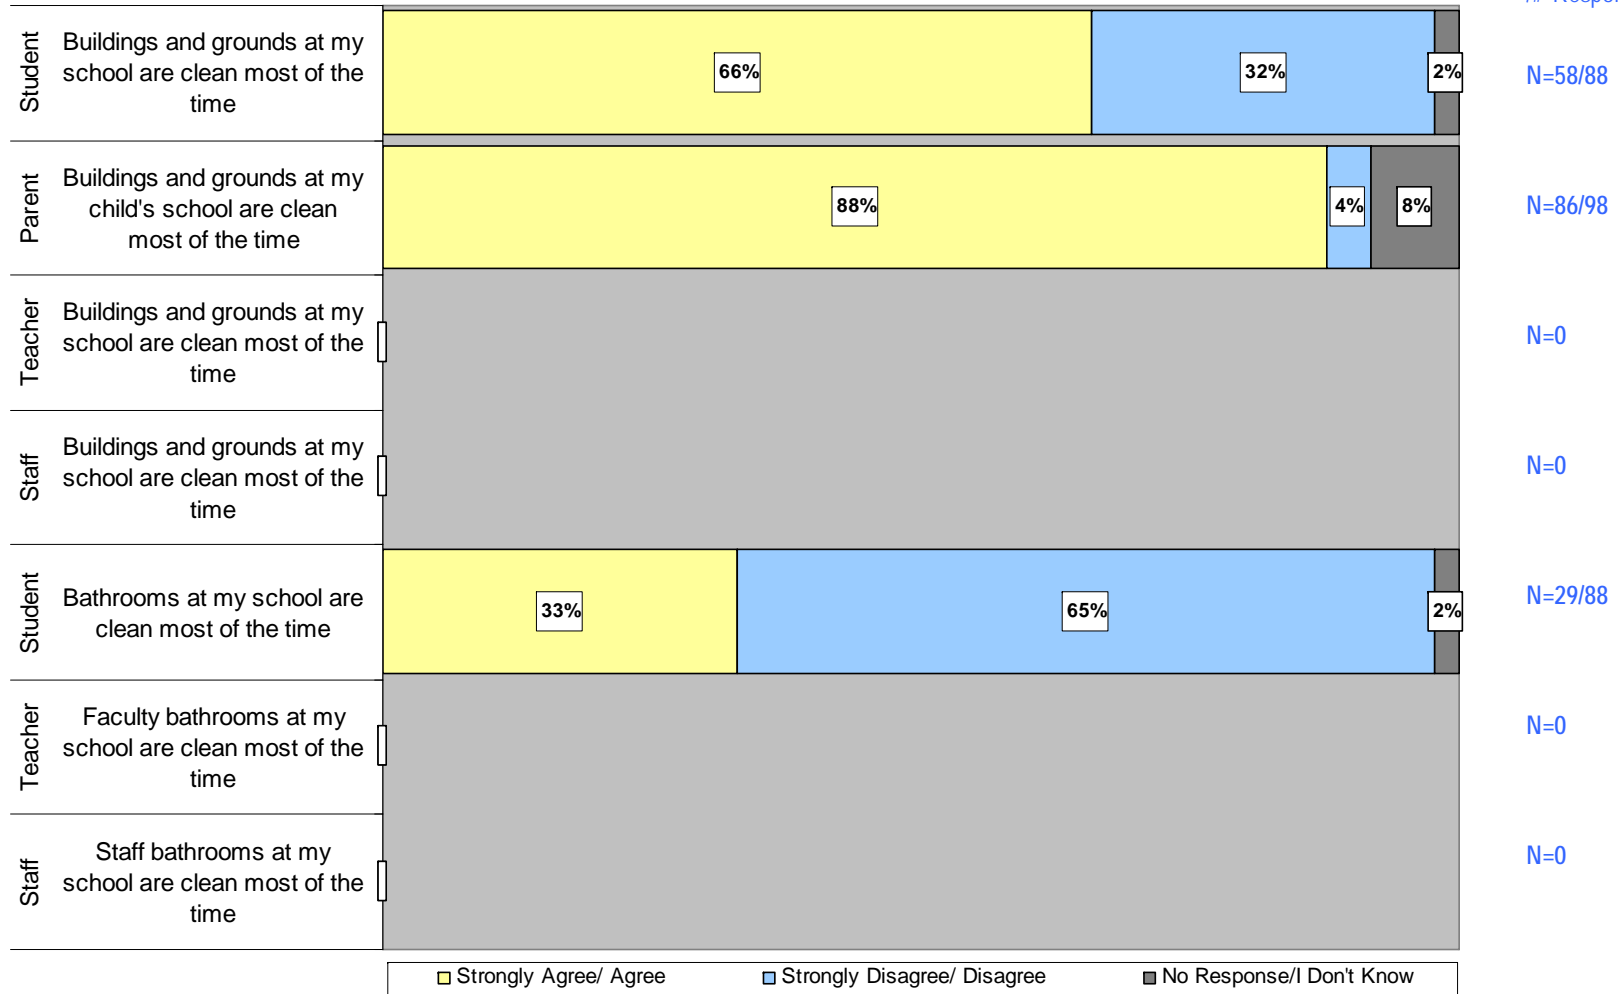 Student
Buildings and grounds at my
school are clean most of the
time
66%
32%
2%
N=58/88
Parent
Buildings and grounds at my
child's school are clean
most of the time
88%
4%
8%
N=86/98
Teacher
Buildings and grounds at my
school are clean most of the
time
N=0
Staff
Buildings and grounds at my
school are clean most of the
time
N=0
Student
Bathrooms at my school are
clean most of the time
33%
65%
2%
N=29/88
Teacher
Faculty bathrooms at my
school are clean most of the
time
N=0
Staff
Staff bathrooms at my
school are clean most of the
time
N=0
Strongly Agree/ Agree
Strongly Disagree/ Disagree
No Response/I Don't Know